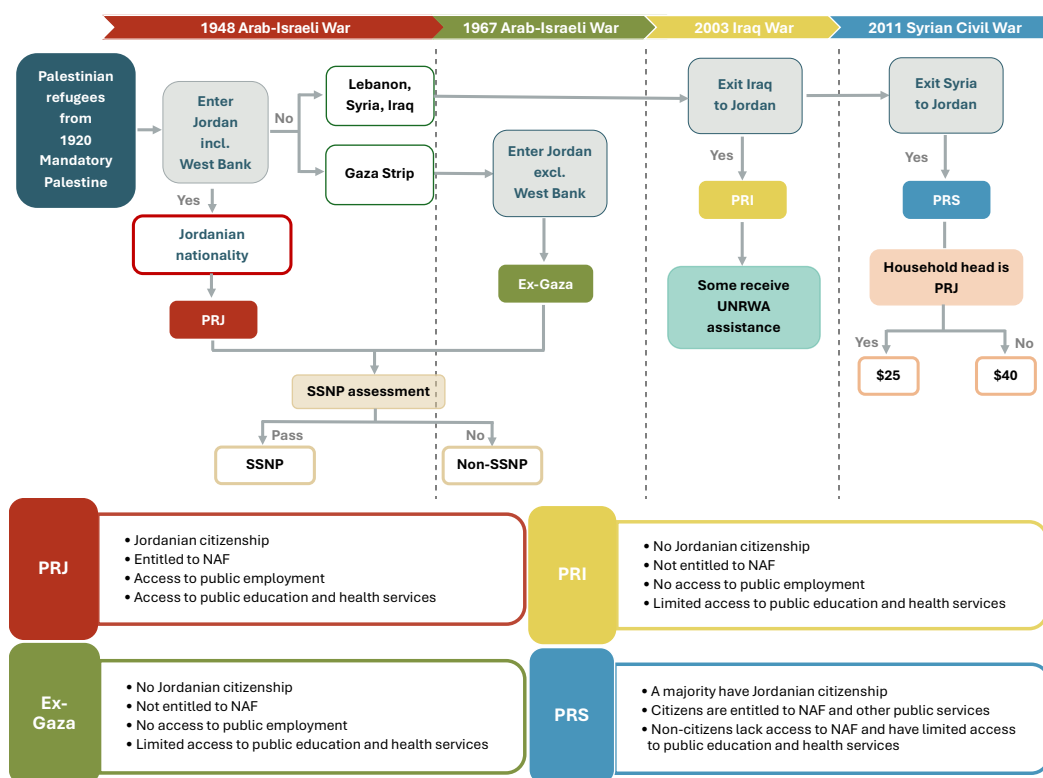 1948 Arab-Israeli War
1967 Arab-Israeli War
2003 Iraq War
2011 Syrian Civil War
Palestinian
refugees
from
1920
Mandatory
Palestine
Enter
Jordan
incl.
West Bank
No
Lebanon,
Syria, Iraq
Gaza Strip
Enter Jordan
excl.
West Bank
Exit Iraq
to Jordan
Exit Syria
to Jordan
Yes
Jordanian
nationality
PRJ
Ex-Gaza
Yes
PRI
Some receive
UNRWA
assistance
Yes
PRS
Household head is
PRJ
Yes
No
$25
$40
SSNP assessment
Pass
No
SSNP
Non-SSNP
PRJ
• Jordanian citizenship
• Entitled to NAF
• Access to public employment
• Access to public education and health services
PRI
• No Jordanian citizenship
• Not entitled to NAF
• No access to public employment
• Limited access to public education and health services
Ex-
Gaza
• No Jordanian citizenship
• Not entitled to NAF
• No access to public employment
• Limited access to public education and health services
PRS
• A majority have Jordanian citizenship
• Citizens are entitled to NAF and other public services
• Non-citizens lack access to NAF and have limited access
to public education and health services